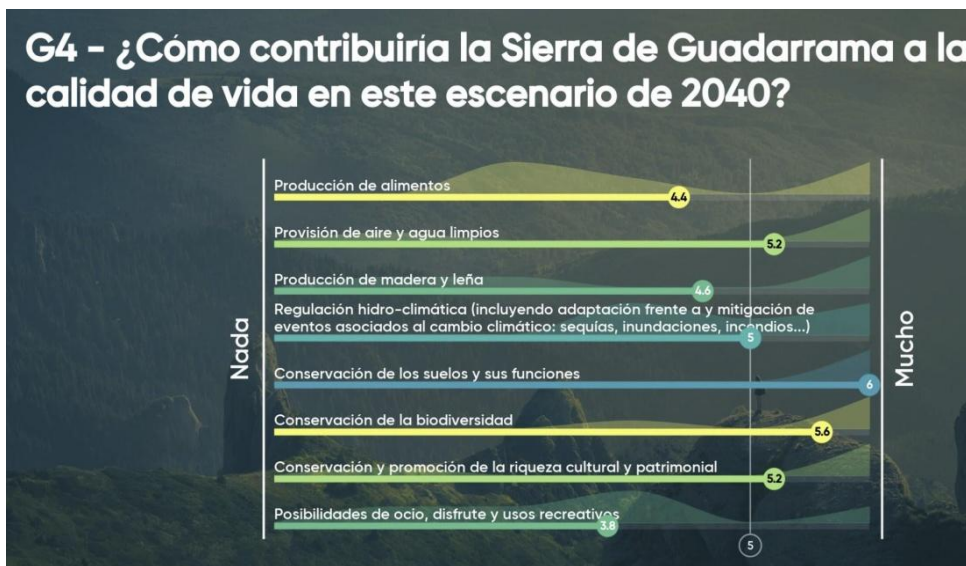 G4 - ¿Cómo contribuiría la Sierra de Guadarrama a la
calidad de vida en este escenario de 2040?
Nada
Mucho
Producción de alimentos
4.4
Provisión de aire y agua limpios
5.2
Producción de madera y leña
4.6
Regulación hidro-climática (incluyendo adaptación frente a y mitigación de
eventos asociados al cambio climático: sequías, inundaciones, incendios...)
5
Conservación de los suelos y sus funciones
6
Conservación de la biodiversidad
5.6
Conservación y promoción de la riqueza cultural y patrimonial
5.2
Posibilidades de ocio, disfrute y usos recreativos
3.8
5